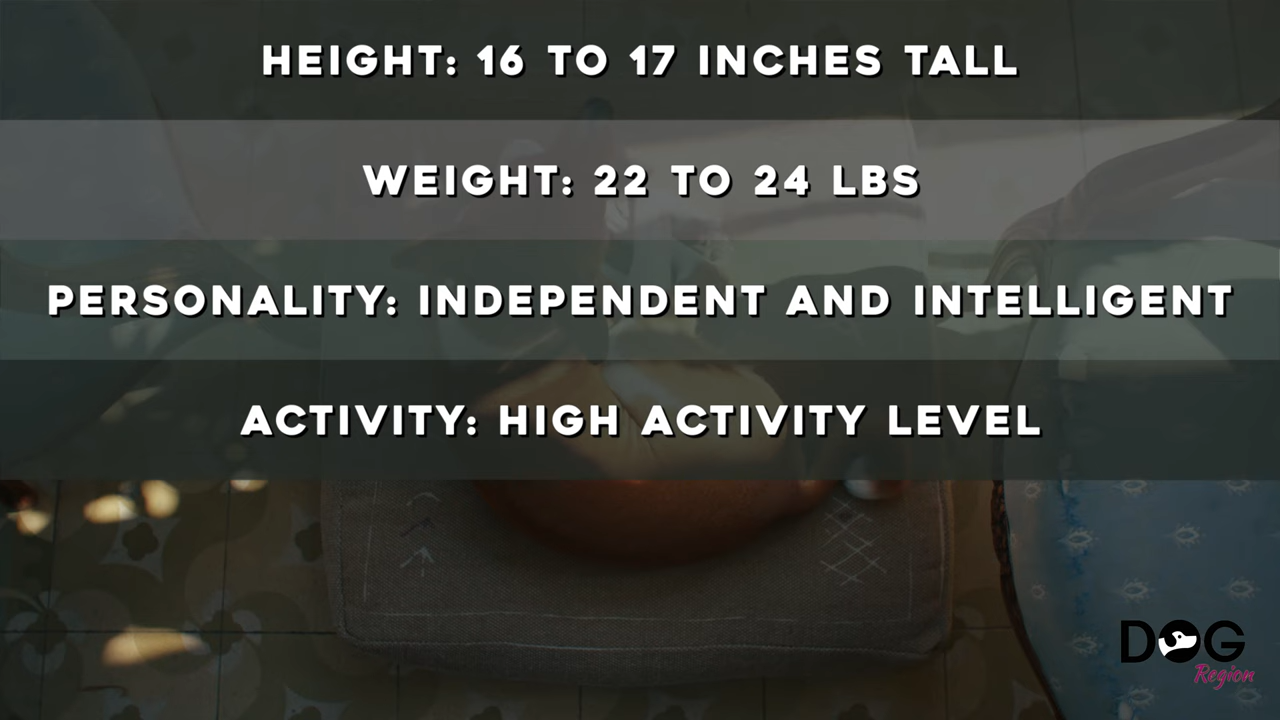 HEIGHT: 16 TO 17 INCHES TALL
WEIGHT: 22 TO 24 LBS
PERSONALITY: INDEPENDENT AND INTELLIGENT
ACTIVITY: HIGH ACTIVITY LEVEL
DOG
Region